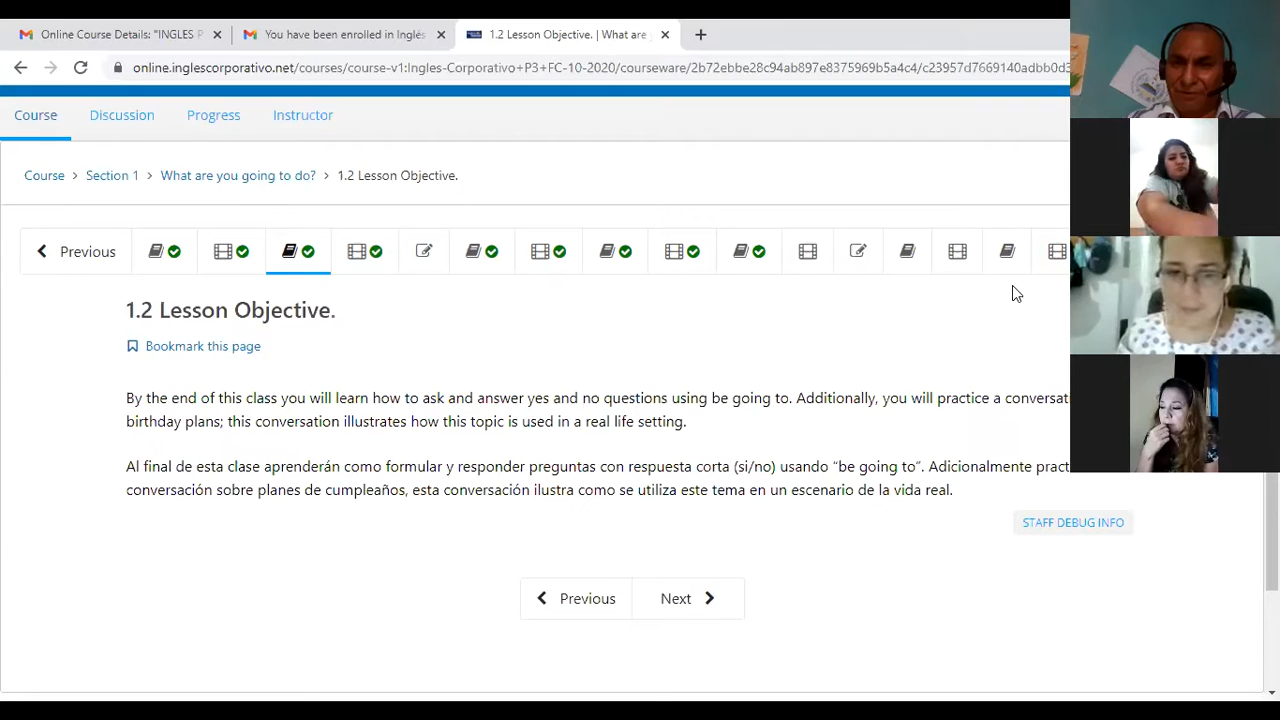 Online Course Details: "INGLES P
You have been enrolled in Inglés
1.2 Lesson Objective. | What are
online.inglescorporativo.net/courses/course-v1:Ingles-Corporativo+P3+FC-10-2020/courseware/2b72ebbe28c94ab897e8375969b5a4c4/c23957d7669140adbb0d3
Course Discussion Progress Instructor
Course > Section 1 > What are you going to do? > 1.2 Lesson Objective.
Previous
1.2 Lesson Objective.
Bookmark this page
By the end of this class you will learn how to ask and answer yes and no questions using be going to. Additionally, you will practice a conversat
birthday plans; this conversation illustrates how this topic is used in a real life setting.
Al final de esta clase aprenderán como formular y responder preguntas con respuesta corta (si/no) usando “be going to”. Adicionalmente pract
conversación sobre planes de cumpleaños, esta conversación ilustra como se utiliza este tema en un escenario de la vida real.
STAFF DEBUG INFO
Previous Next